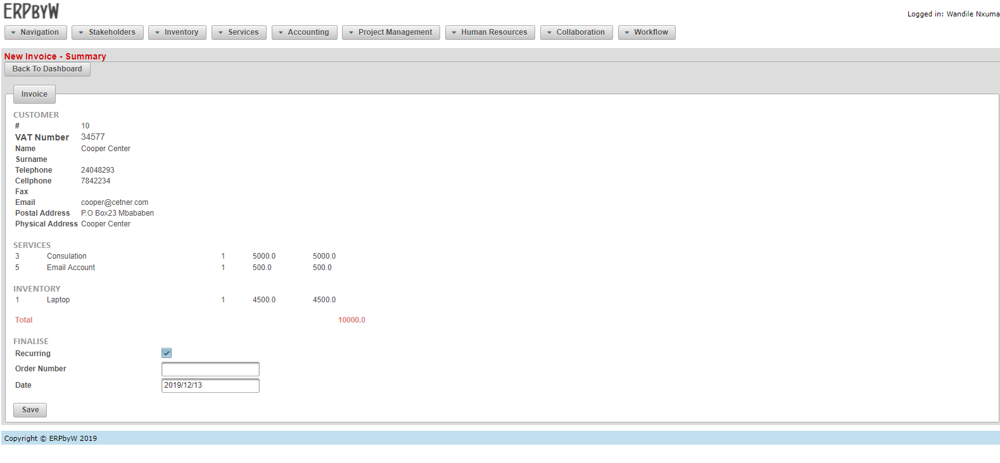 ERPBYW
Logged in: Wandile Nxuma
Navigation Stakeholders Inventory Services Accounting Project Management Human Resources Collaboration Workflow
New Invoice - Summary
Back To Dashboard
Invoice
CUSTOMER
# 10
VAT Number 34577
Name Cooper Center
Surname
Telephone 24048293
Cellphone 7842234
Fax
Email cooper@cetner.com
Postal Address P.O Box23 Mbababen
Physical Address Cooper Center
SERVICES
3 Consulation 1 5000.0 5000.0
5 Email Account 1 500.0 500.0
INVENTORY
1 Laptop 1 4500.0 4500.0
Total 10000.0
FINALISE
Recurring
Order Number
Date 2019/12/13
Save
Copyright © ERPbyW 2019